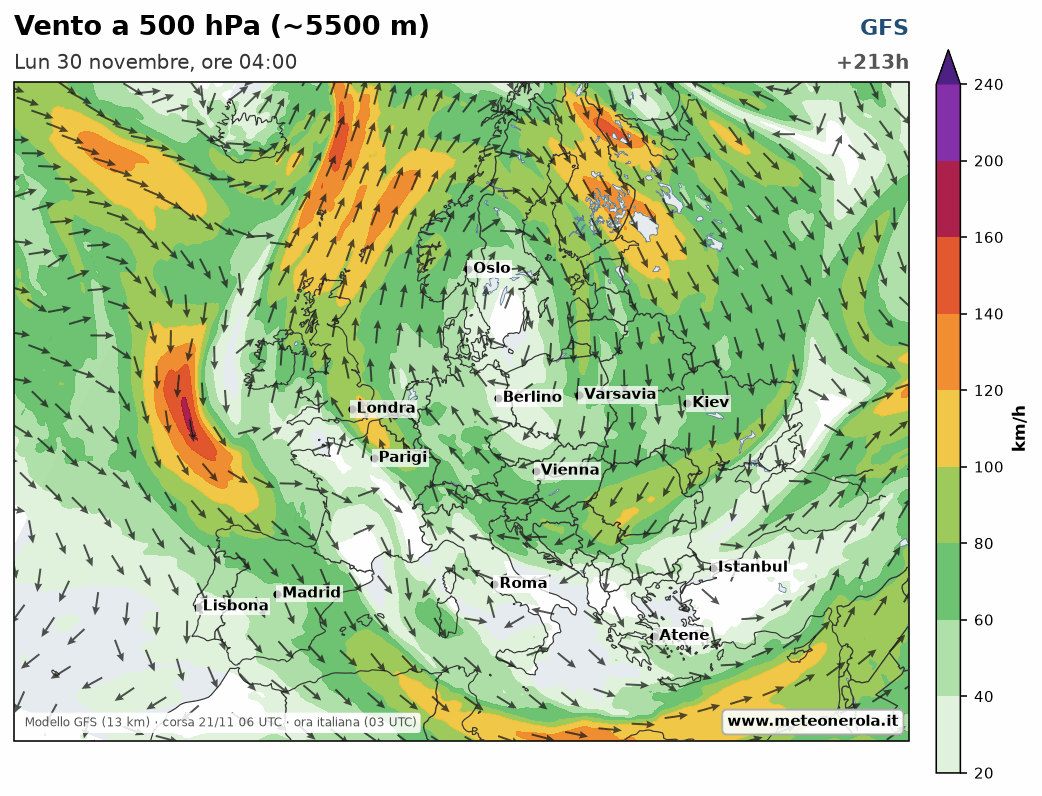 Vento a 500 hPa (~5500 m)
GFS
Lun 30 novembre, ore 04:00
+213h
240
200
160
140
120
100
80
60
40
20
km/h
Oslo
Londra
Berlino
Varsavia
Kiev
Parigi
Vienna
Madrid
Lisbona
Roma
Istanbul
Atene
Modello GFS (13 km) · corsa 21/11 06 UTC · ora italiana (03 UTC)
www.meteonerola.it